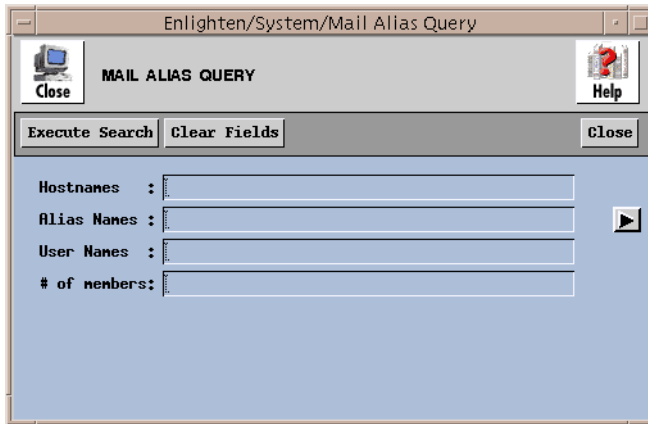 Enlighten/System/Mail Alias Query
Close
MAIL ALIAS QUERY
Help
Execute Search
Clear Fields
Close
Hostnames :
Alias Names :
User Names :
# of members: